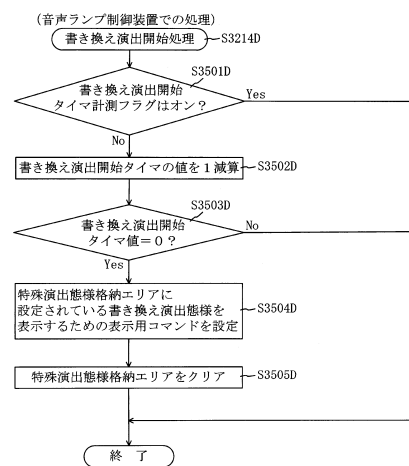 (音声ランプ制御装置での処理)
書き換え演出開始処理
S3214D
S3501D
書き換え演出開始
タイマ計測フラグはオン?
Yes
No
書き換え演出開始タイマの値を1減算
S3502D
S3503D
書き換え演出開始
タイマ値=0?
No
Yes
特殊演出態様格納エリアに
設定されている書き換え演出態様を
表示するための表示用コマンドを設定
S3504D
特殊演出態様格納エリアをクリア
S3505D
終 了